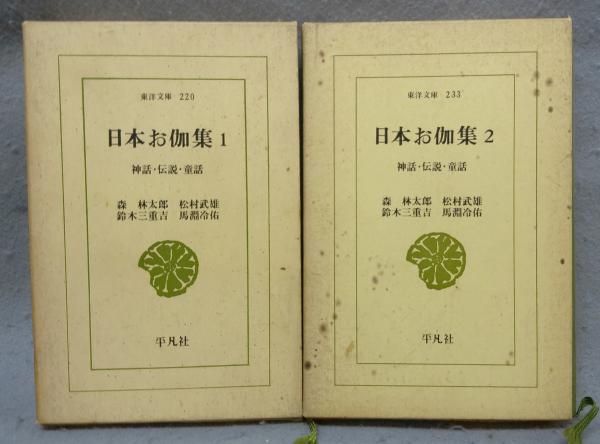 東洋文庫 220
日本お伽集 1
神話・伝説・童話
森 林太郎 松村武雄
鈴木三重吉 馬淵冷佑
平凡社
東洋文庫 233
日本お伽集 2
神話・伝説・童話
森 林太郎 松村武雄
鈴木三重吉 馬淵冷佑
平凡社